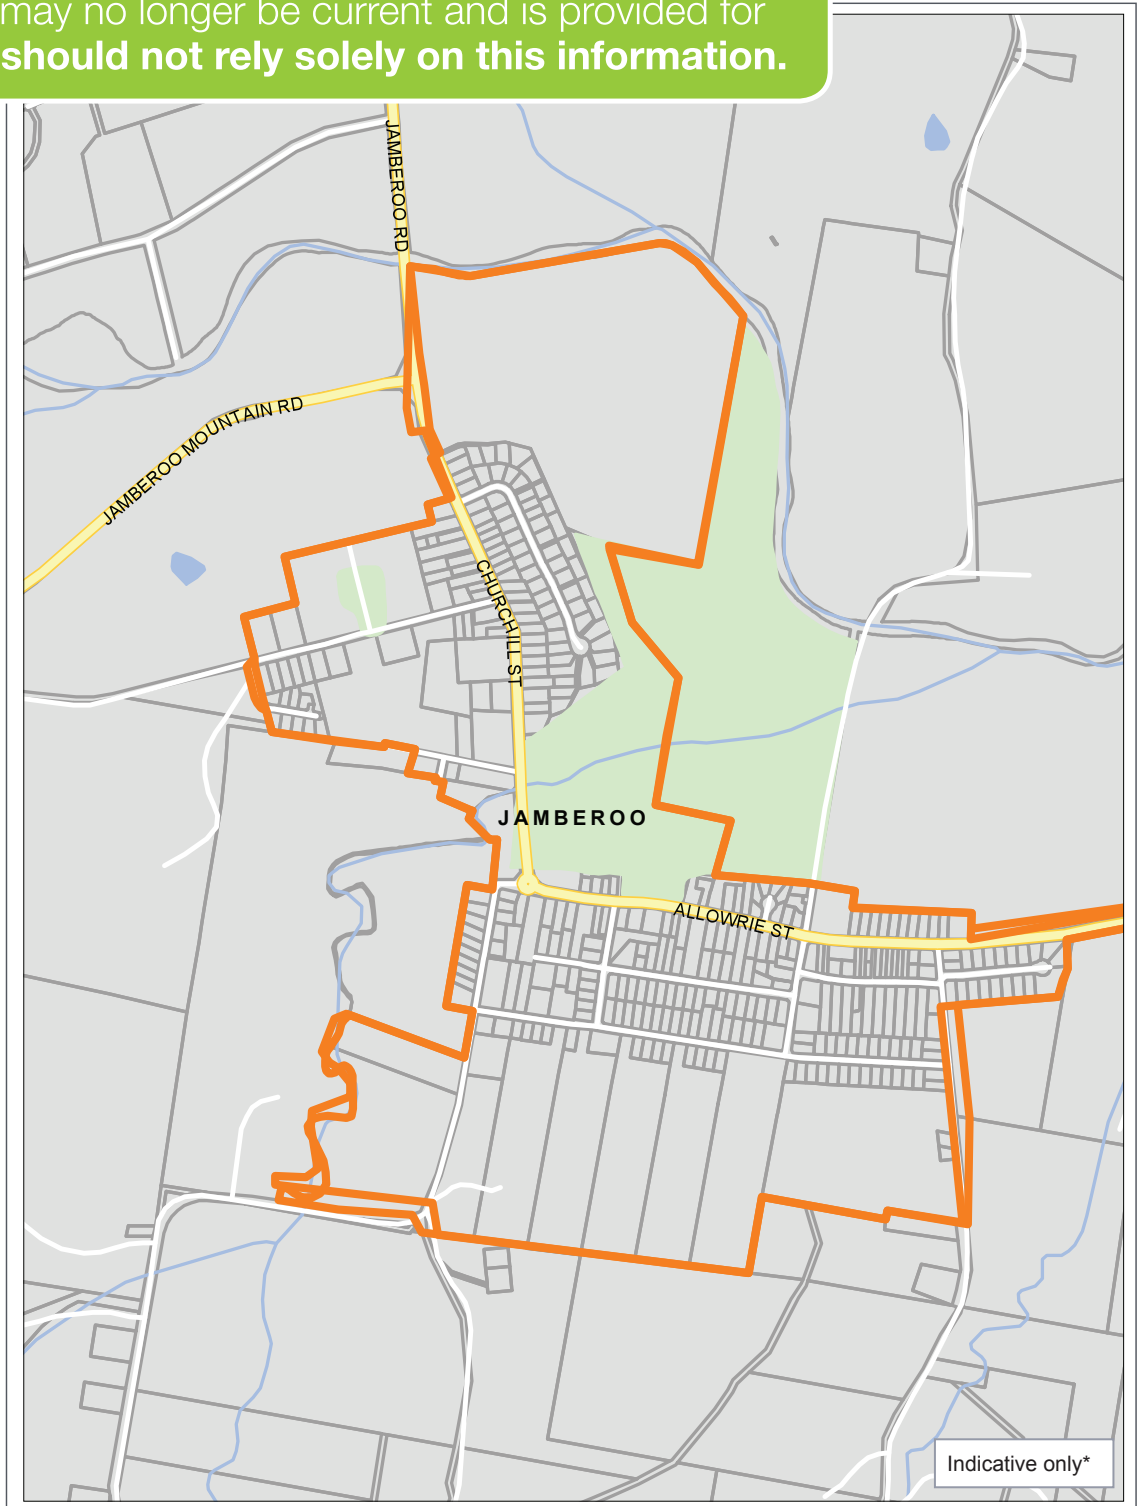 may no longer be current and is provided for
should not rely solely on this information.
JAMBEROO RD
JAMBEROO MOUNTAIN RD
CHURCHILL ST
JAMBEROO
ALLOWRIE ST
Indicative only*